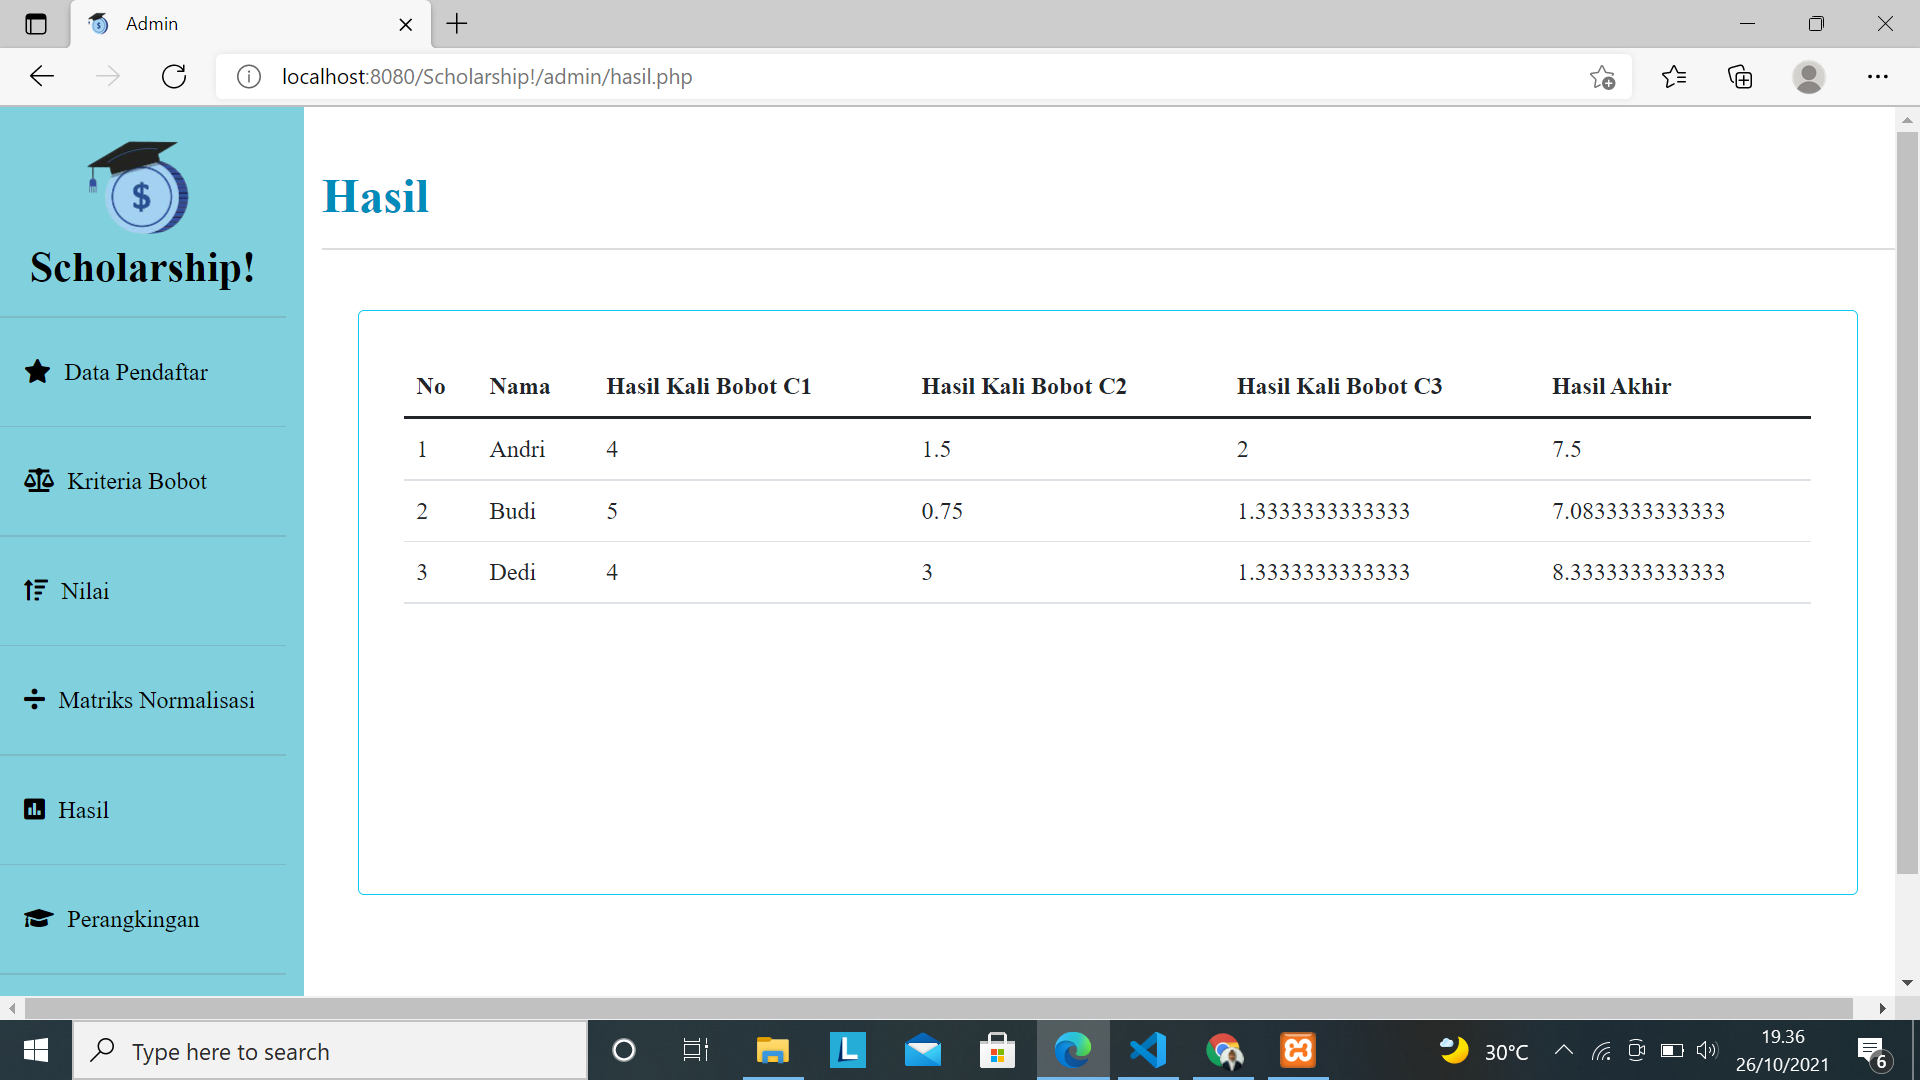 Admin
localhost:8080/Scholarship!/admin/hasil.php
$
Scholarship!
Data Pendaftar
Kriteria Bobot
Nilai
Matriks Normalisasi
Hasil
Perangkingan
Hasil
No Nama Hasil Kali Bobot C1 Hasil Kali Bobot C2 Hasil Kali Bobot C3 Hasil Akhir
1 Andri 4 1.5 2 7.5
2 Budi 5 0.75 1.3333333333333 7.0833333333333
3 Dedi 4 3 1.3333333333333 8.3333333333333
Type here to search
L
30°C
19.36
26/10/2021
6